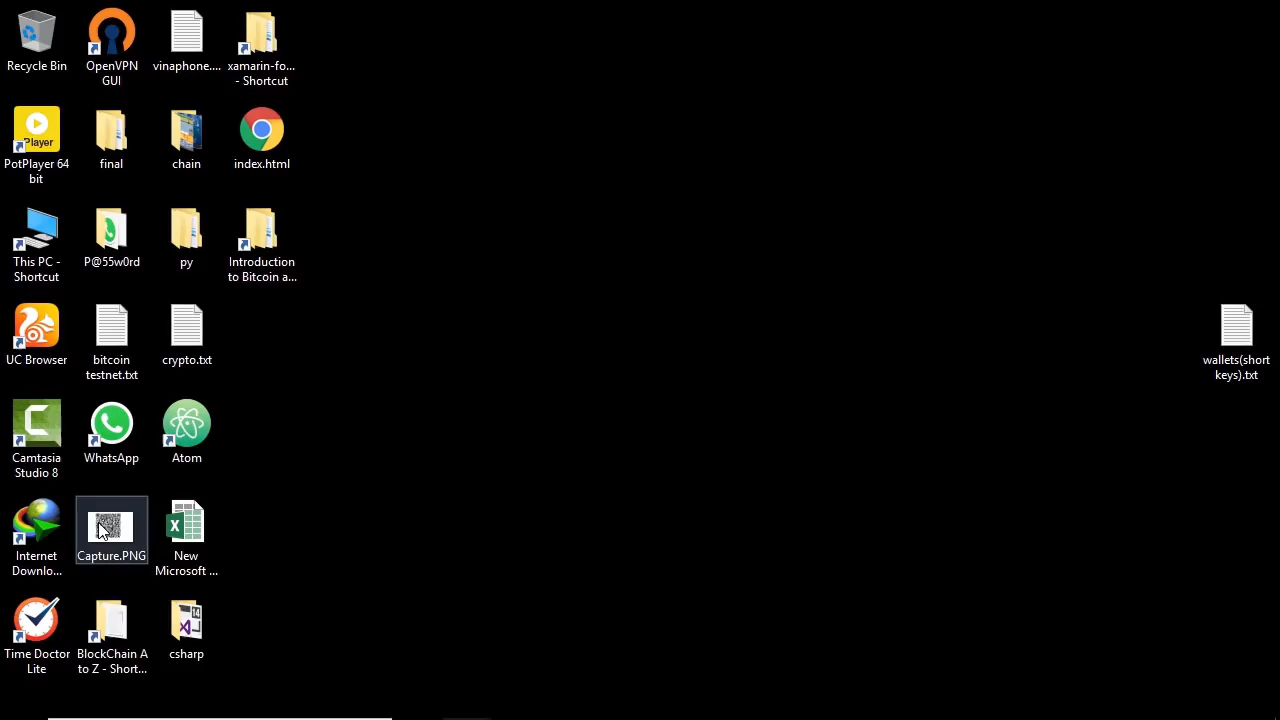 Recycle Bin
OpenVPN
GUI
vinaphone....
xamarin-fo...
- Shortcut
Player
PotPlayer 64
bit
final
chain
index.html
This PC -
Shortcut
P@55w0rd
py
Introduction
to Bitcoin a...
UC Browser
bitcoin
testnet.txt
crypto.txt
wallets(short
keys).txt
Camtasia
Studio 8
WhatsApp
Atom
Internet
Downlo...
Capture.PNG
New
Microsoft ...
Time Doctor
Lite
BlockChain A
to Z - Short...
csharp